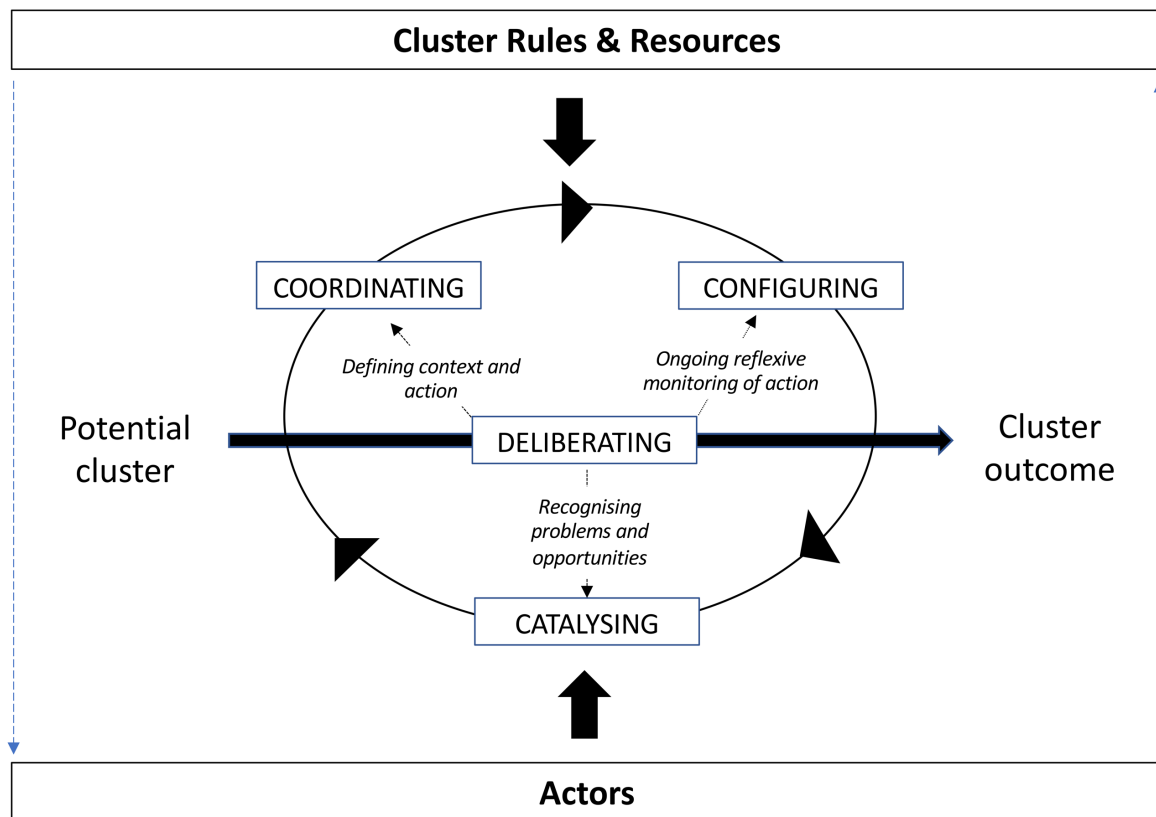 Cluster Rules & Resources
COORDINATING
CONFIGURING
Defining context and
action
Ongoing reflexive
monitoring of action
Potential
cluster
DELIBERATING
Cluster
outcome
Recognising
problems and
opportunities
CATALYSING
Actors